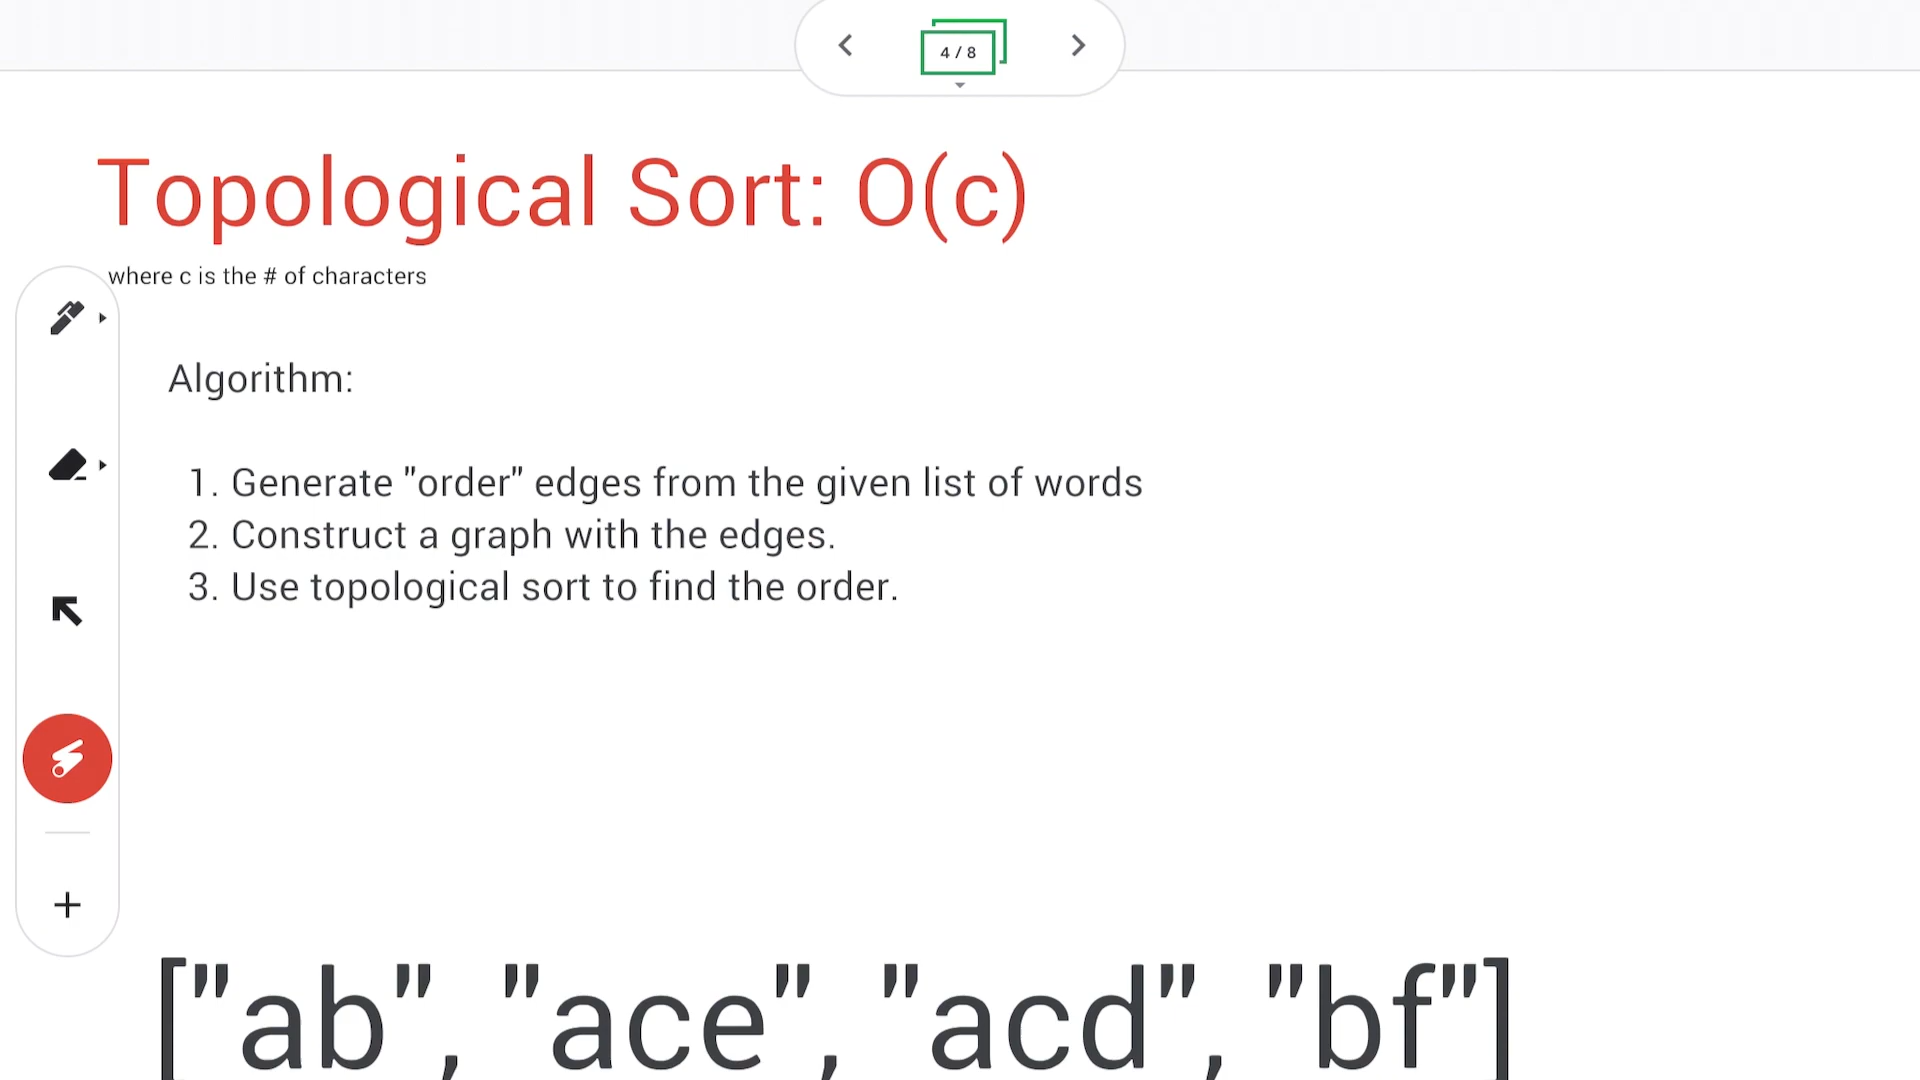 4 / 8
Topological Sort: O(c)
where c is the # of characters
Algorithm:
1. Generate "order" edges from the given list of words
2. Construct a graph with the edges.
3. Use topological sort to find the order.
["ab", "ace", "acd", "bf"]